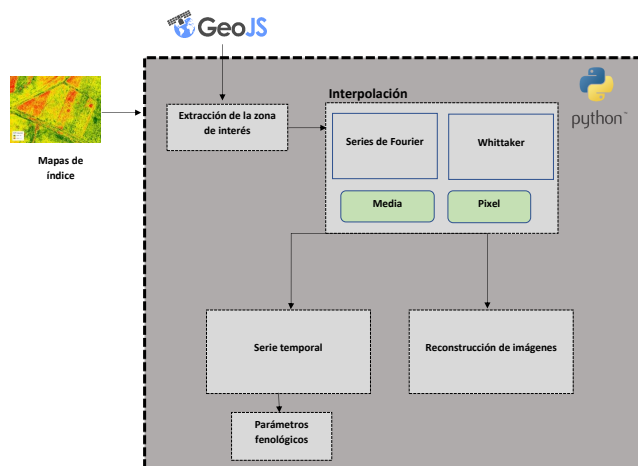 GeoJS
python
Mapas de
índice
Extracción de la zona
de interés
Interpolación
Series de Fourier
Whittaker
Media
Pixel
Serie temporal
Reconstrucción de imágenes
Parámetros
fenológicos